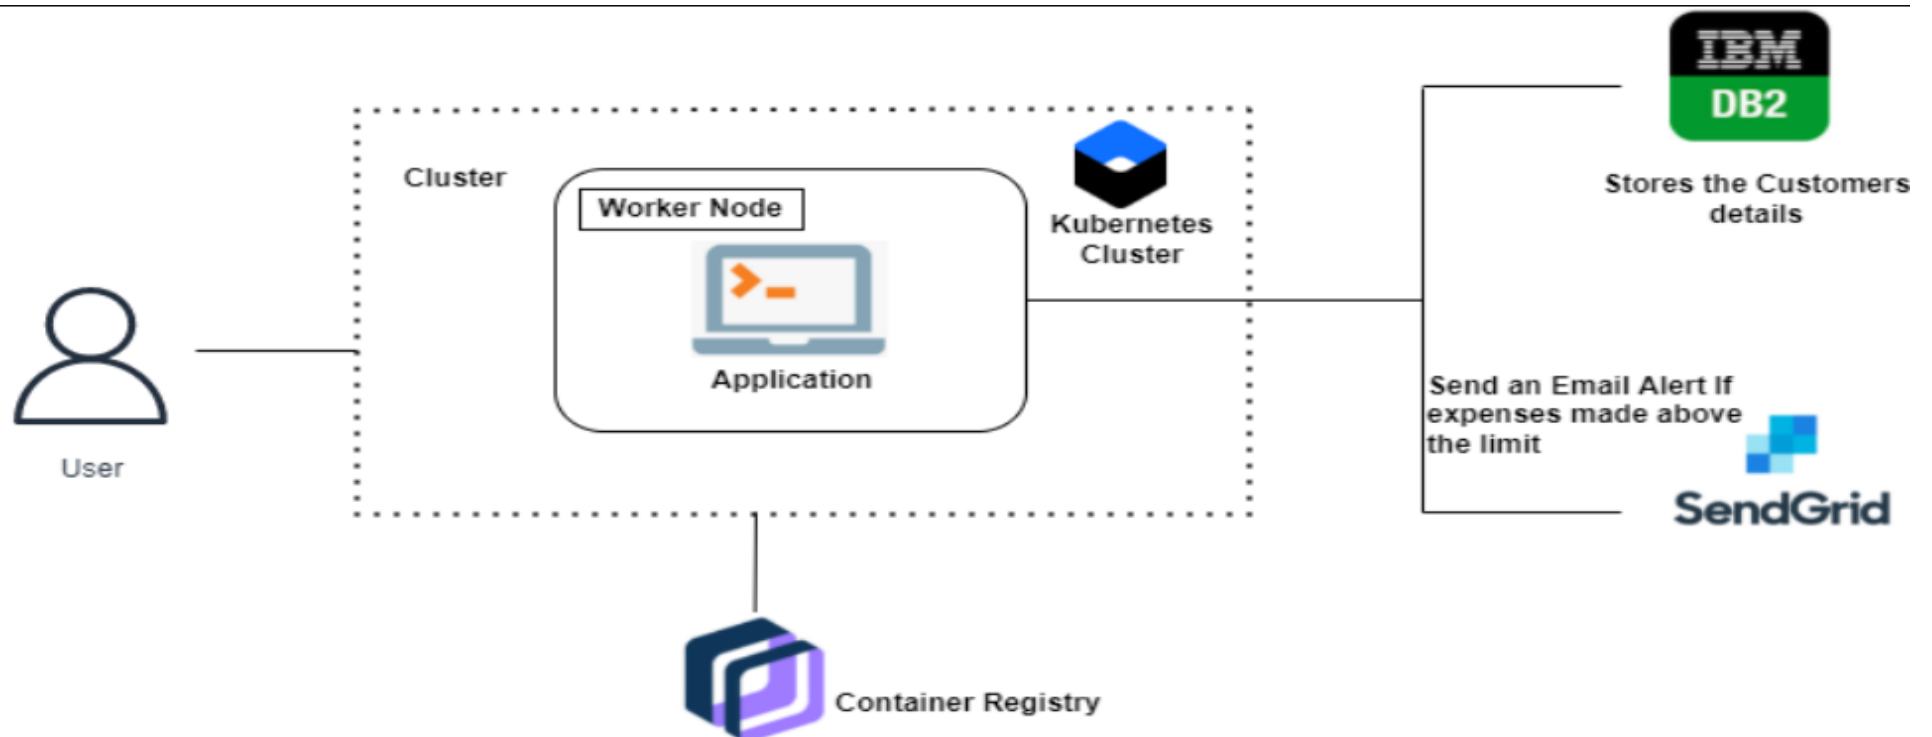 IBM
DB2
Stores the Customers
details
Cluster
Worker Node
Kubernetes
Cluster
Application
User
Send an Email Alert If
expenses made above
the limit
SendGrid
Container Registry